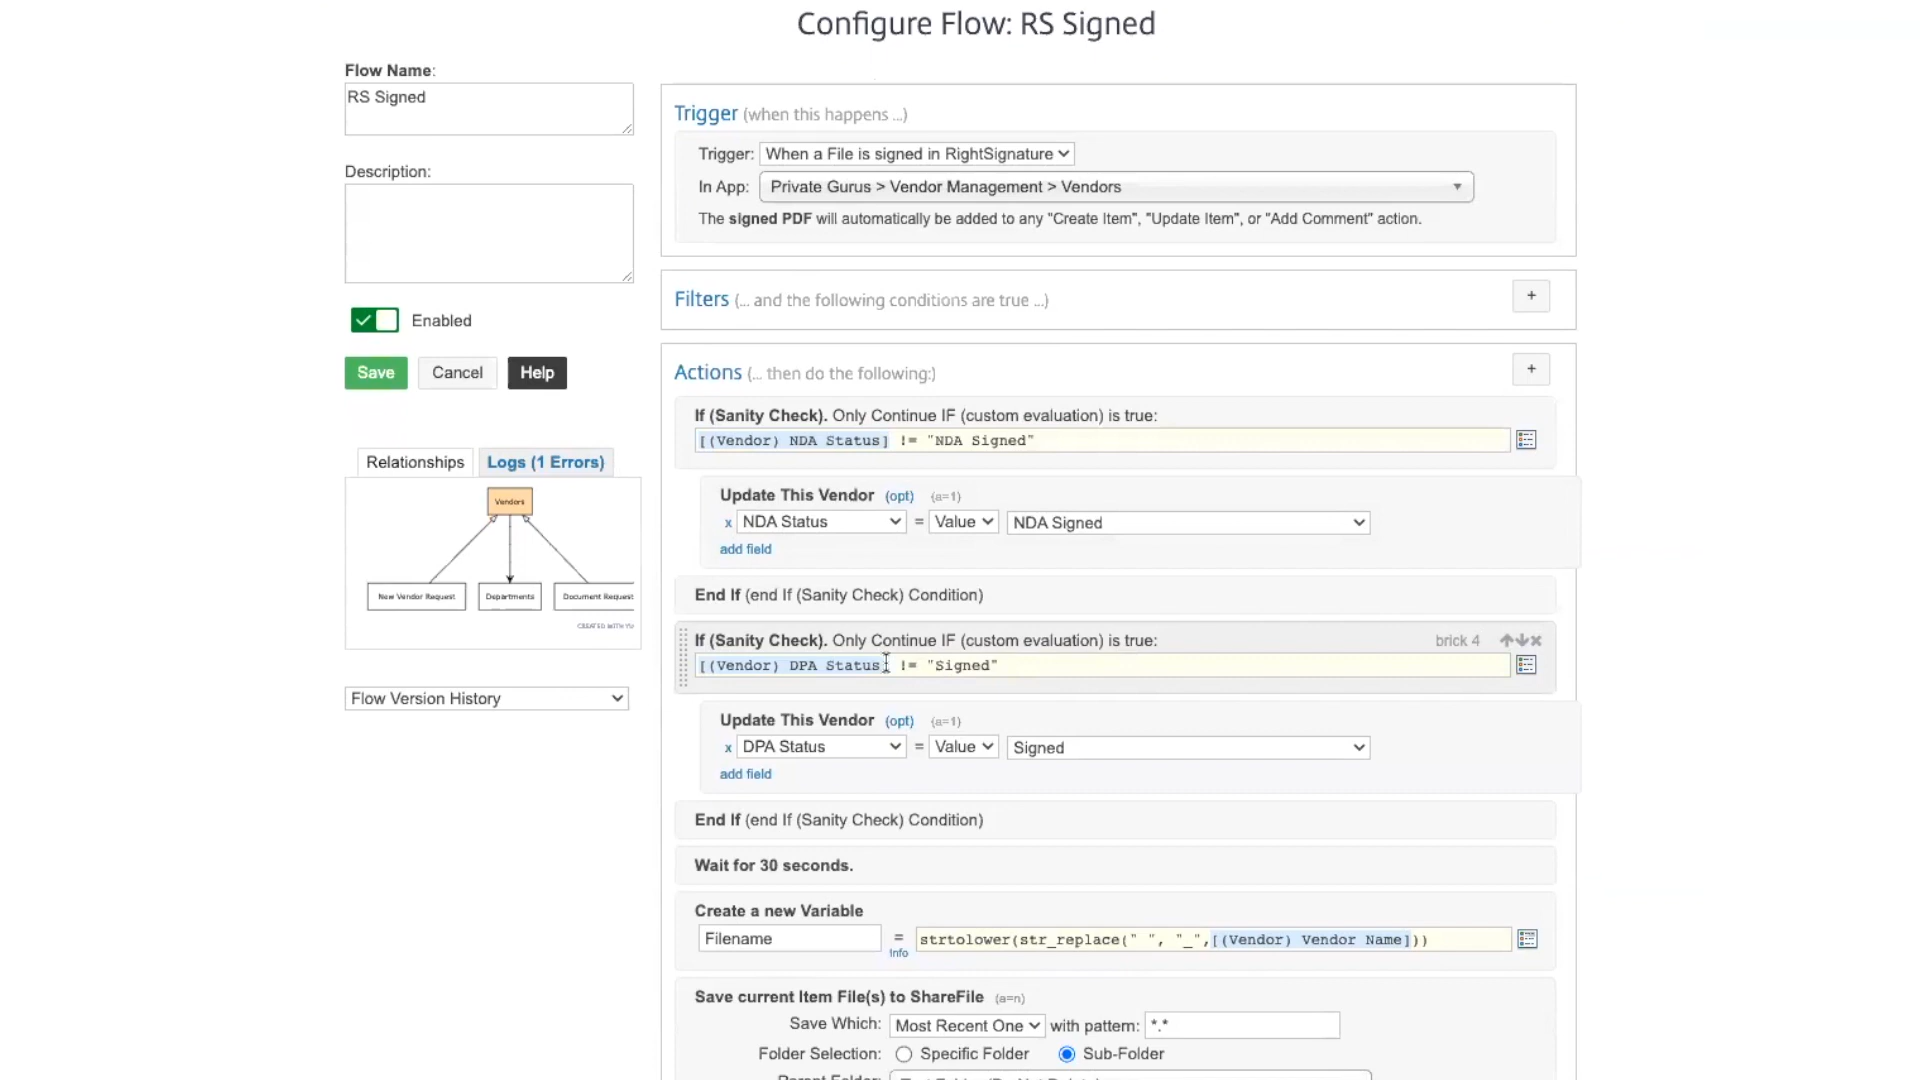 Configure Flow: RS Signed
Flow Name:
RS Signed
Description:
Enabled
Save
Cancel
Help
Relationships
Logs (1 Errors)
Vendors
New Vendor Request
Departments
Document Request
CREATED WITH YU
Flow Version History
Trigger (when this happens ...)
Trigger: When a File is signed in RightSignature
In App: Private Gurus > Vendor Management > Vendors
The signed PDF will automatically be added to any "Create Item", "Update Item", or "Add Comment" action.
Filters (... and the following conditions are true ...)
+
Actions (... then do the following:)
+
If (Sanity Check). Only Continue IF (custom evaluation) is true:
[(Vendor) NDA Status] != "NDA Signed"
Update This Vendor (opt) (a=1)
x NDA Status = Value NDA Signed
add field
End If (end If (Sanity Check) Condition)
If (Sanity Check). Only Continue IF (custom evaluation) is true:
brick 4
[(Vendor) DPA Status] != "Signed"
Update This Vendor (opt) (a=1)
x DPA Status = Value Signed
add field
End If (end If (Sanity Check) Condition)
Wait for 30 seconds.
Create a new Variable
Filename = strtolower(str_replace(" ", "_",[(Vendor) Vendor Name]))
Info
Save current Item File(s) to ShareFile (a=n)
Save Which: Most Recent One with pattern: *.*
Folder Selection: Specific Folder Sub-Folder